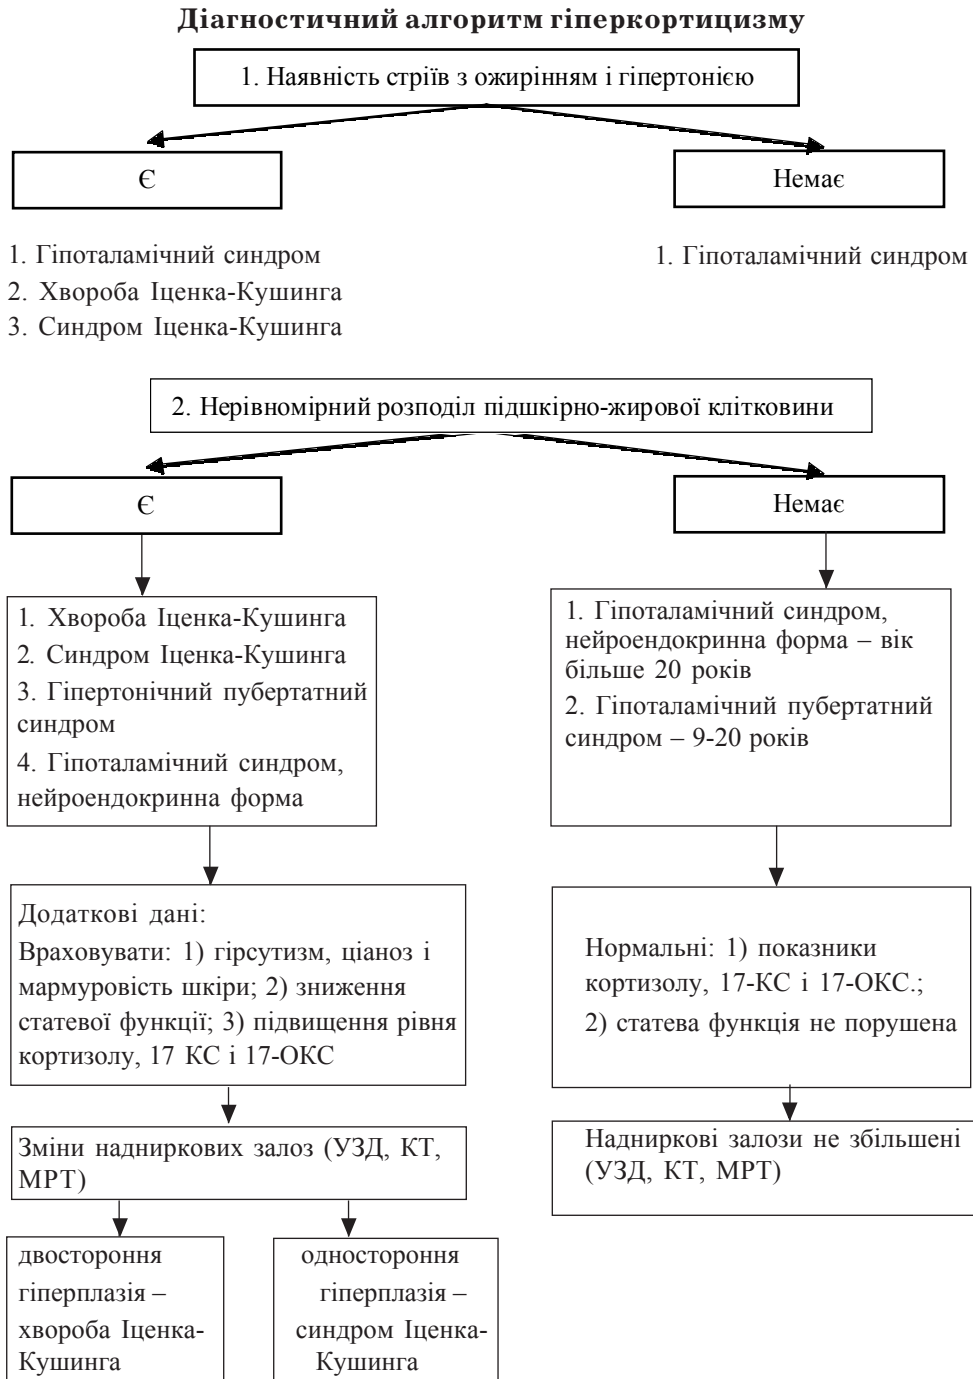 Діагностичний алгоритм гіперкортицизму
1. Наявність стріїв з ожирінням і гіпертонією
Є
Немає
1. Гіпоталамічний синдром
2. Хвороба Іценка-Кушинга
3. Синдром Іценка-Кушинга
1. Гіпоталамічний синдром
2. Нерівномірний розподіл підшкірно-жирової клітковини
Є
Немає
1. Хвороба Іценка-Кушинга
2. Синдром Іценка-Кушинга
3. Гіпертонічний пубертатний
синдром
4. Гіпоталамічний синдром,
нейроендокринна форма
1. Гіпоталамічний синдром,
нейроендокринна форма – вік
більше 20 років
2. Гіпоталамічний пубертатний
синдром – 9-20 років
Додаткові дані:
Враховувати: 1) гірсутизм, ціаноз і
мармуровість шкіри; 2) зниження
статевої функції; 3) підвищення рівня
кортизолу, 17 КС і 17-ОКС
Нормальні: 1) показники
кортизолу, 17-КС і 17-ОКС.;
2) статева функція не порушена
Зміни надниркових залоз (УЗД, КТ,
МРТ)
Надниркові залози не збільшені
(УЗД, КТ, МРТ)
двостороння
гіперплазія –
хвороба Іценка-
Кушинга
одностороння
гіперплазія –
синдром Іценка-
Кушинга